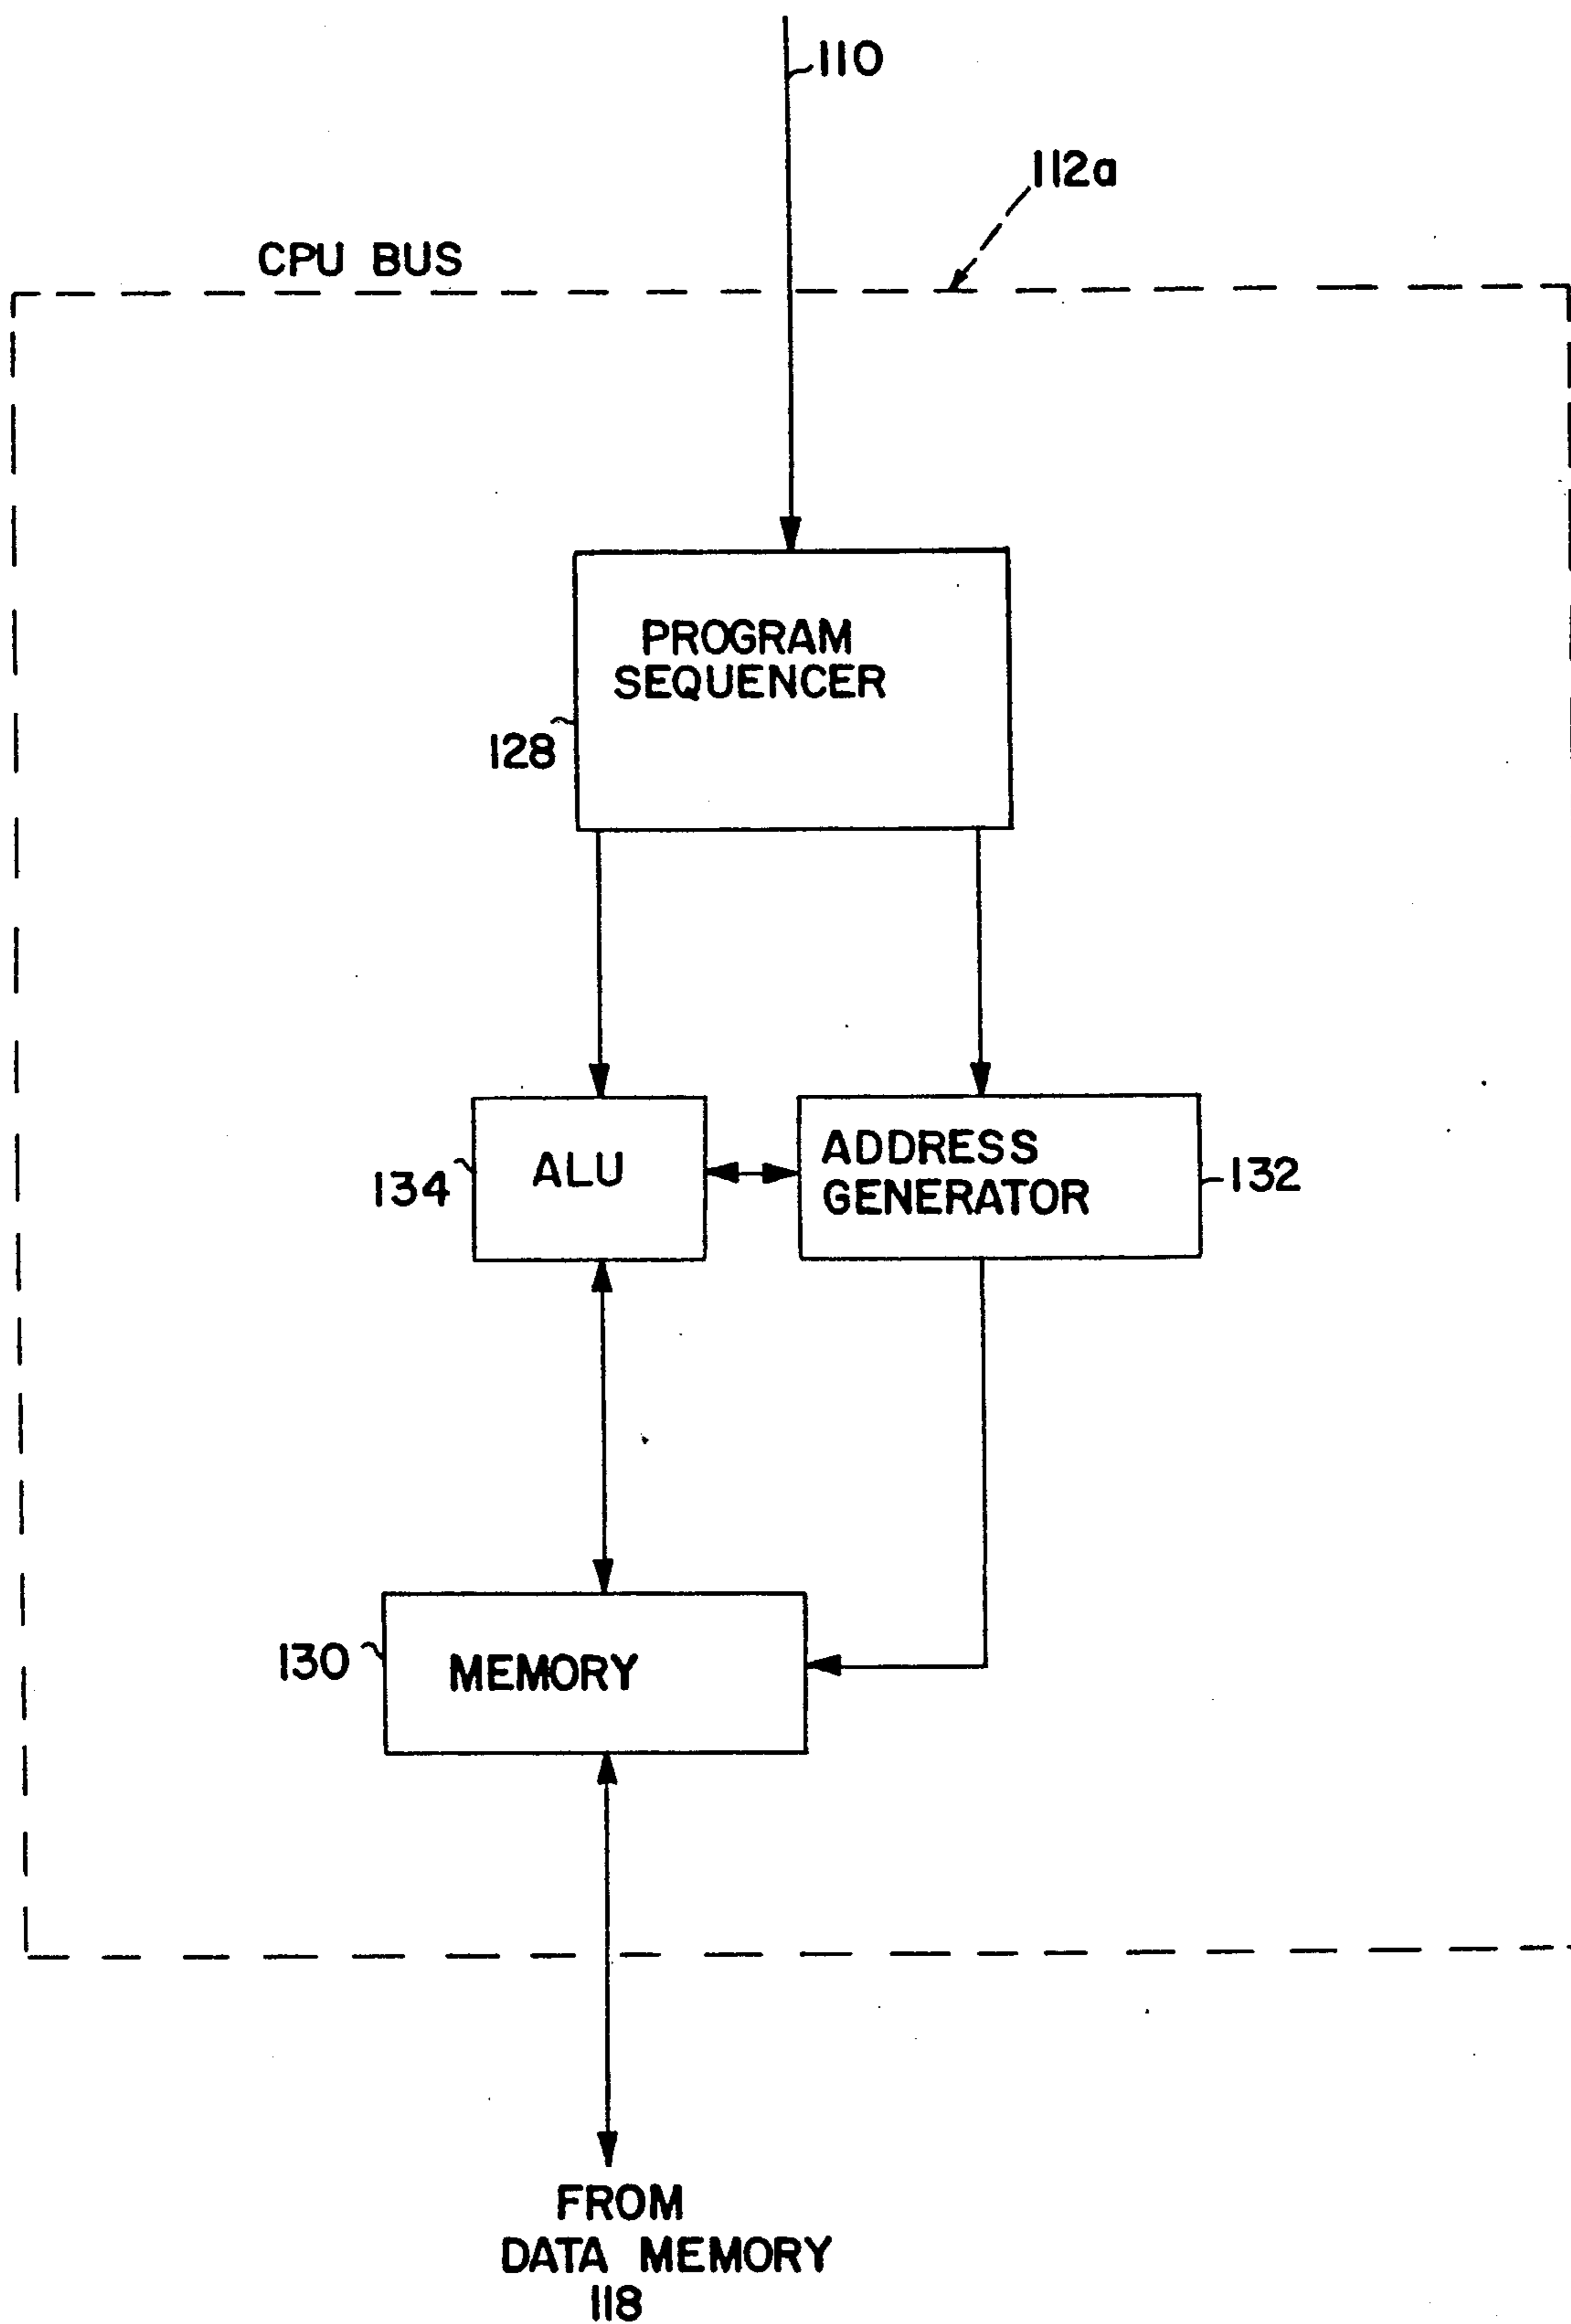 110
112a
CPU BUS
PROGRAM
SEQUENCER
128
ALU
134
ADDRESS
GENERATOR
132
MEMORY
130
FROM
DATA MEMORY
118